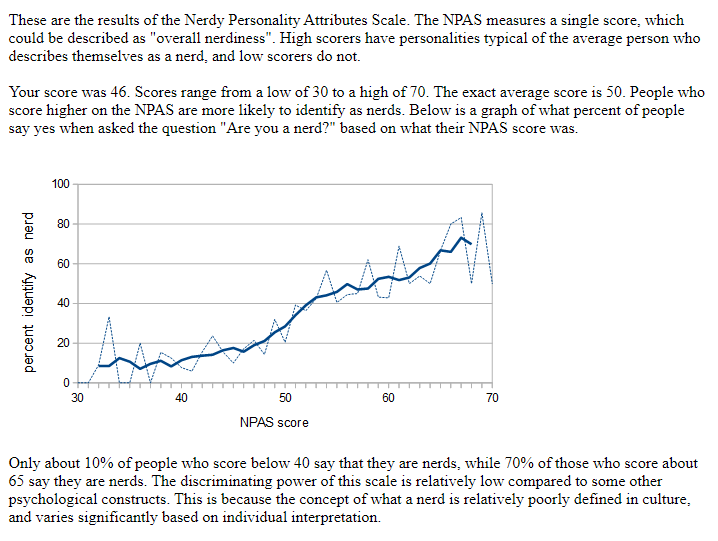 These are the results of the Nerdy Personality Attributes Scale. The NPAS measures a single score, which
could be described as "overall nerdiness". High scorers have personalities typical of the average person who
describes themselves as a nerd, and low scorers do not.
Your score was 46. Scores range from a low of 30 to a high of 70. The exact average score is 50. People who
score higher on the NPAS are more likely to identify as nerds. Below is a graph of what percent of people
say yes when asked the question "Are you a nerd?" based on what their NPAS score was.
percent identify as nerd
100
80
60
40
20
0
30 40 50 60 70
NPAS score
Only about 10% of people who score below 40 say that they are nerds, while 70% of those who score about
65 say they are nerds. The discriminating power of this scale is relatively low compared to some other
psychological constructs. This is because the concept of what a nerd is relatively poorly defined in culture,
and varies significantly based on individual interpretation.